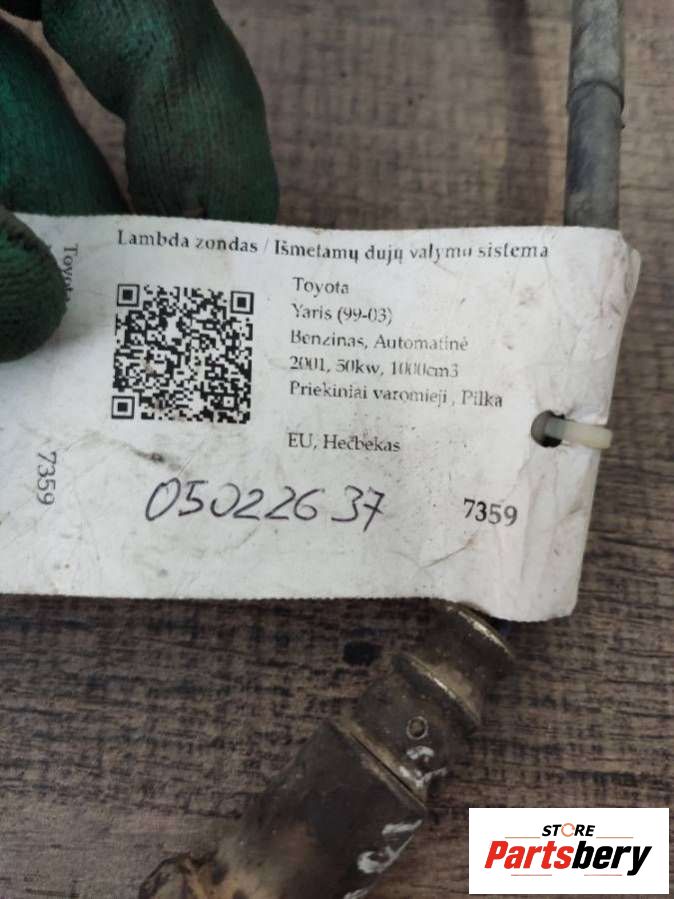 Lambda zondas / Išmetamų dujų valymo sistema
Toyota
Yaris (99-03)
Benzinas, Automatinė
2001, 50kw, 1000cm3
Priekiniai varomieji , Pilka
EU, Hečbekas
05022637
7359
Toyota
7359
STORE
Partsbery